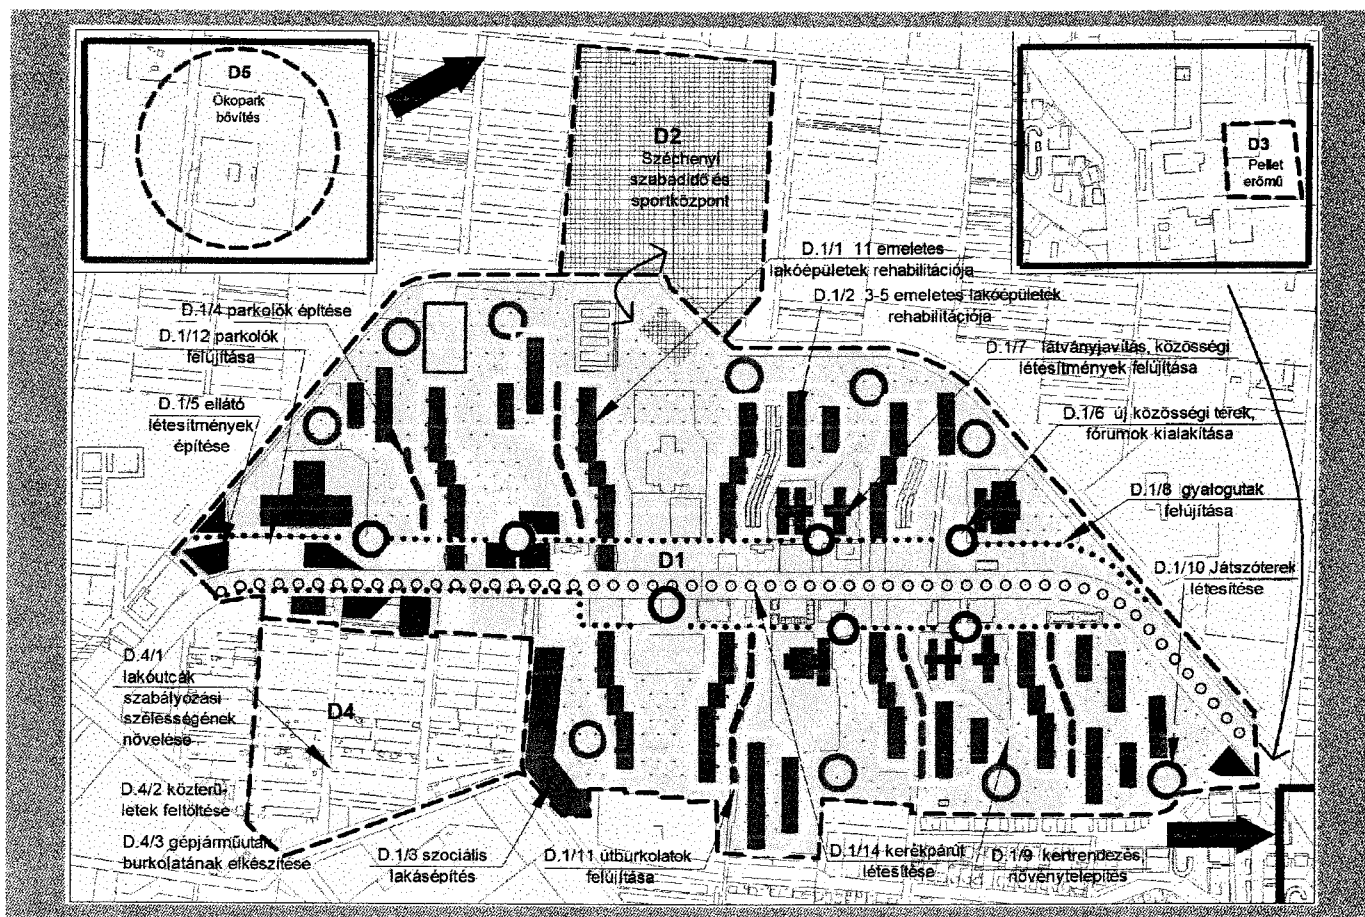 D5
Ökopark
bővítés
D2
Széchenyi
szabadidő és
sportközpont
D3
Pellet
erőmű
D.1/1 11 emeletes
lakóépületek rehabilitációja
D.1/2 3-5 emeletes lakóépületek
rehabilitációja
D.1/4 parkolók építése
D.1/12 parkolók
felújítása
D.1/5 ellátó
létesítmények
építése
D.1/7 látványjavítás, közösségi
létesítmények felújítása
D.1/6 új közösségi terek,
fórumok kialakítása
D.1/8 gyalogutak
felújítása
D1
D.1/10 Játszóterek
létesítése
D.4/1
lakóutcák
szabályozási
szélességének
növelése
D4
D.4/2 közterü-
letek feltöltése
D.4/3 gépjárműutak
burkolatának elkészítése
D.1/3 szociális
lakásépítés
D.1/11 útburkolatok
felújítása
D.1/14 kerékpárút
létesítése
D.1/9 kertrendezés,
növénytelepítés